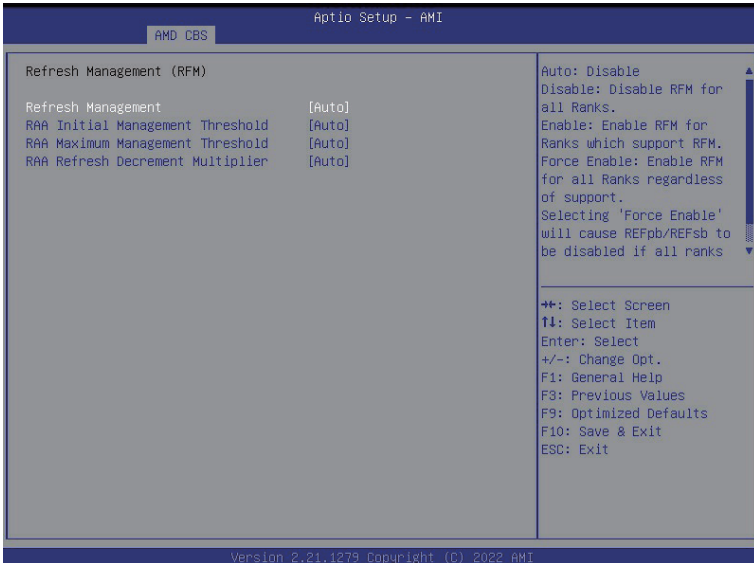 Aptio Setup - AMI
AMD CBS
Refresh Management (RFM)
Refresh Management [Auto]
RAA Initial Management Threshold [Auto]
RAA Maximum Management Threshold [Auto]
RAA Refresh Decrement Multiplier [Auto]
Auto: Disable
Disable: Disable RFM for
all Ranks.
Enable: Enable RFM for
Ranks which support RFM.
Force Enable: Enable RFM
for all Ranks regardless
of support.
Selecting 'Force Enable'
will cause REFpb/REFsb to
be disabled if all ranks
→←: Select Screen
↑↓: Select Item
Enter: Select
+/-: Change Opt.
F1: General Help
F3: Previous Values
F9: Optimized Defaults
F10: Save & Exit
ESC: Exit
Version 2.21.1279 Copyright (C) 2022 AMI